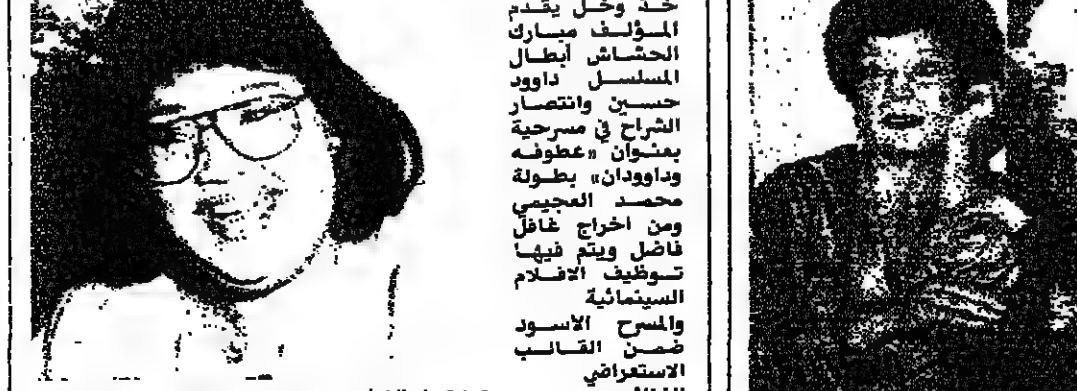 خذ وخل يقدم
المؤلف مبارك
الحشاش أبطال
المسلسل داوود
حسين وانتصار
الشراح في مسرحية
بعنوان «عطوفه
وداوودان» بطولة
محمد العجيمي
ومن اخراج غافل
فاضل ويتم فيها
توظيف الافلام
السينمائية
والمسرح الاسود
ضمن القالب
الاستعراضي